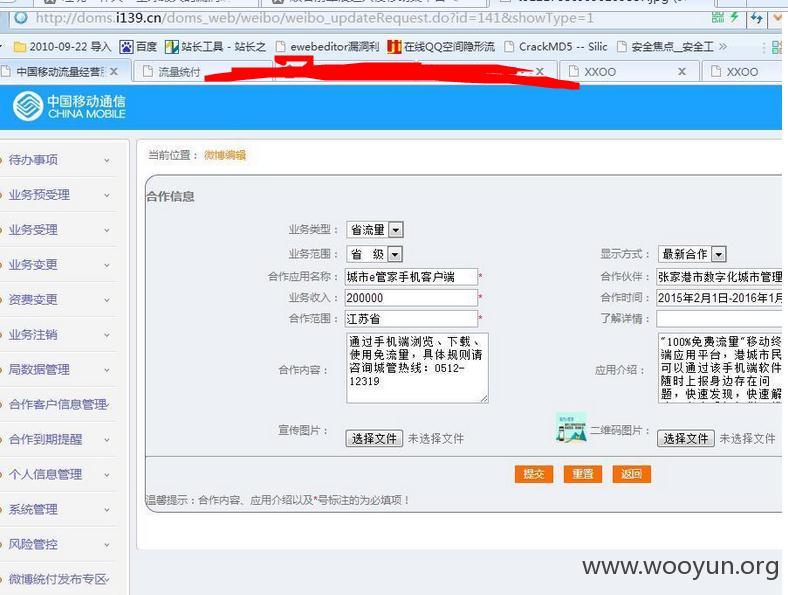 http://doms.i139.cn/doms_web/weibo/weibo_updateRequest.do?id=141&showType=1
2010-09-22 导入 百度 站长工具 - 站长之 ewebeditor漏洞利 在线QQ空间隐形流 CrackMD5 -- Silic 安全焦点_安全工 »
中国移动流量经营 x 流量统付 x XXOO x XXOO
中国移动通信
CHINA MOBILE
待办事项
业务预受理
业务受理
业务变更
资费变更
业务注销
局数据管理
合作客户信息管理
合作到期提醒
个人信息管理
系统管理
风险管控
微博统付发布专区
当前位置： 微博编辑
合作信息
业务类型： 省流量
业务范围： 省 级 显示方式： 最新合作
合作应用名称： 城市e管家手机客户端 * 合作伙伴： 张家港市数字化城市管理
业务收入： 200000 * 合作时间： 2015年2月1日-2016年1月
合作范围： 江苏省 * 了解详情：
合作内容： 通过手机端浏览、下载、
使用免流量，具体规则请
咨询城管热线：0512-
12319
应用介绍： "100%免费流量"移动终
端应用平台，港城市民
可以通过该手机端软件
随时上报身边存在问
题，快速发现，快速解
宣传图片： 选择文件 未选择文件 二维码图片： 选择文件 未选择文件
提交 重置 返回
温馨提示：合作内容、应用介绍以及*号标注的为必填项！
www.wooyun.org